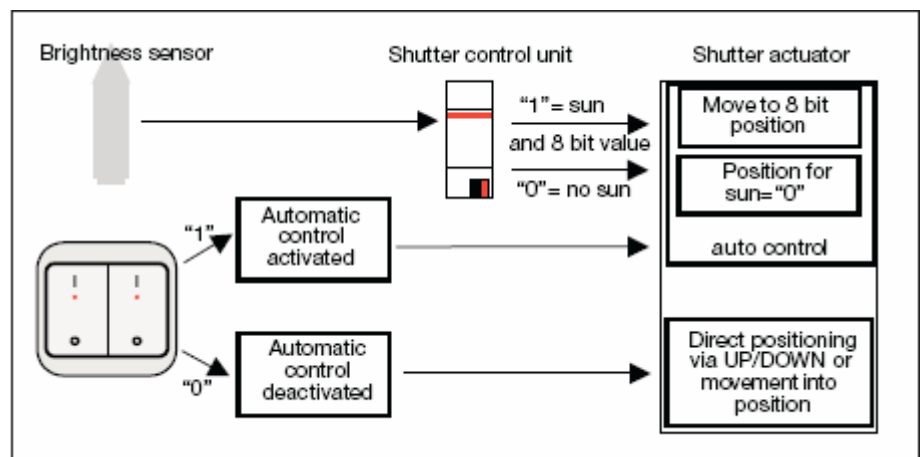 Brightness sensor
Shutter control unit
Shutter actuator
“1”= sun
and 8 bit value
“0”= no sun
Move to 8 bit
position
Position for
sun=“0”
auto control
“1”
Automatic
control
activated
“0”
Automatic
control
deactivated
Direct positioning
via UP/DOWN or
movement into
position